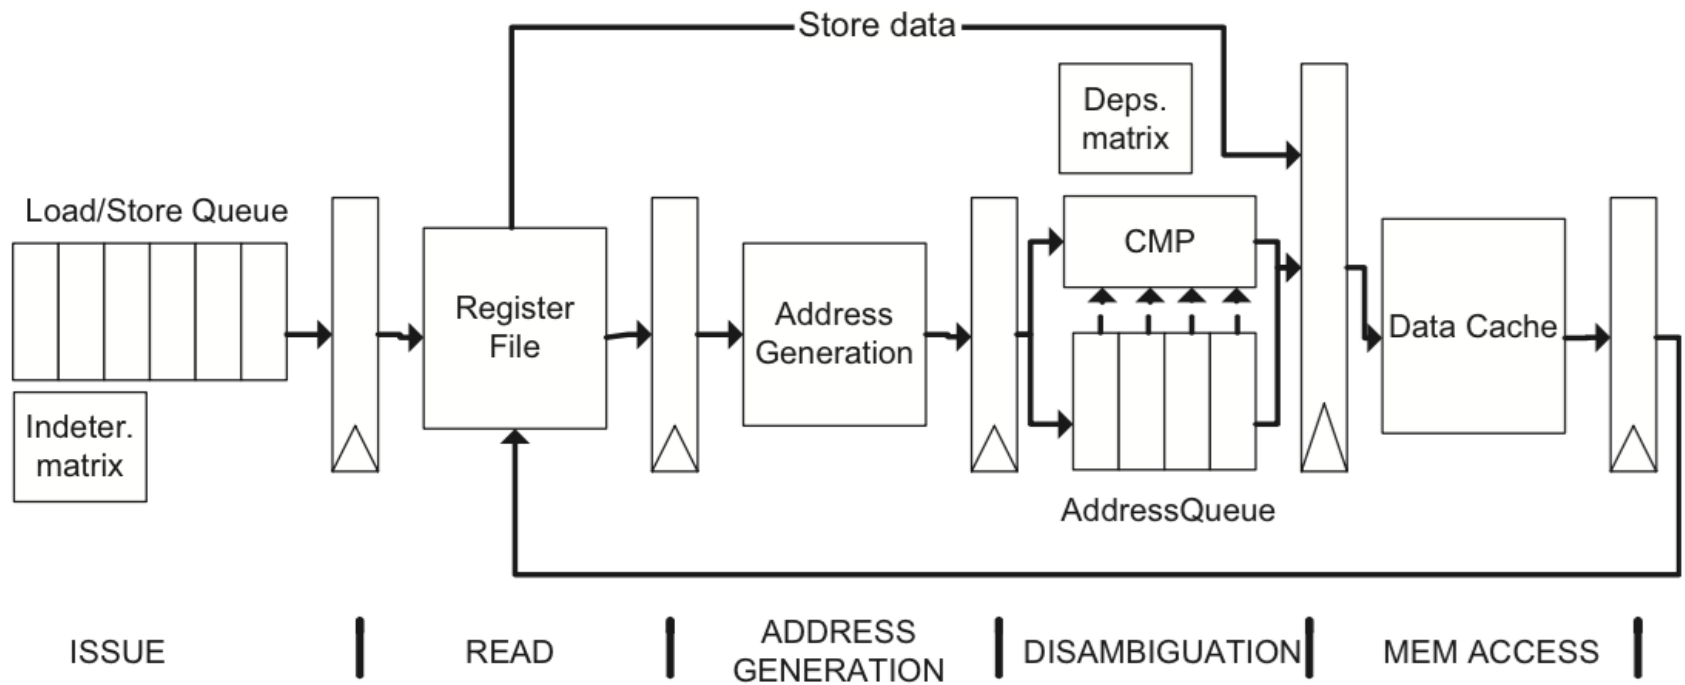 Store data
Deps.
matrix
Load/Store Queue
CMP
Register
File
Address
Generation
Data Cache
Indeter.
matrix
AddressQueue
ISSUE
READ
ADDRESS
GENERATION
DISAMBIGUATION
MEM ACCESS